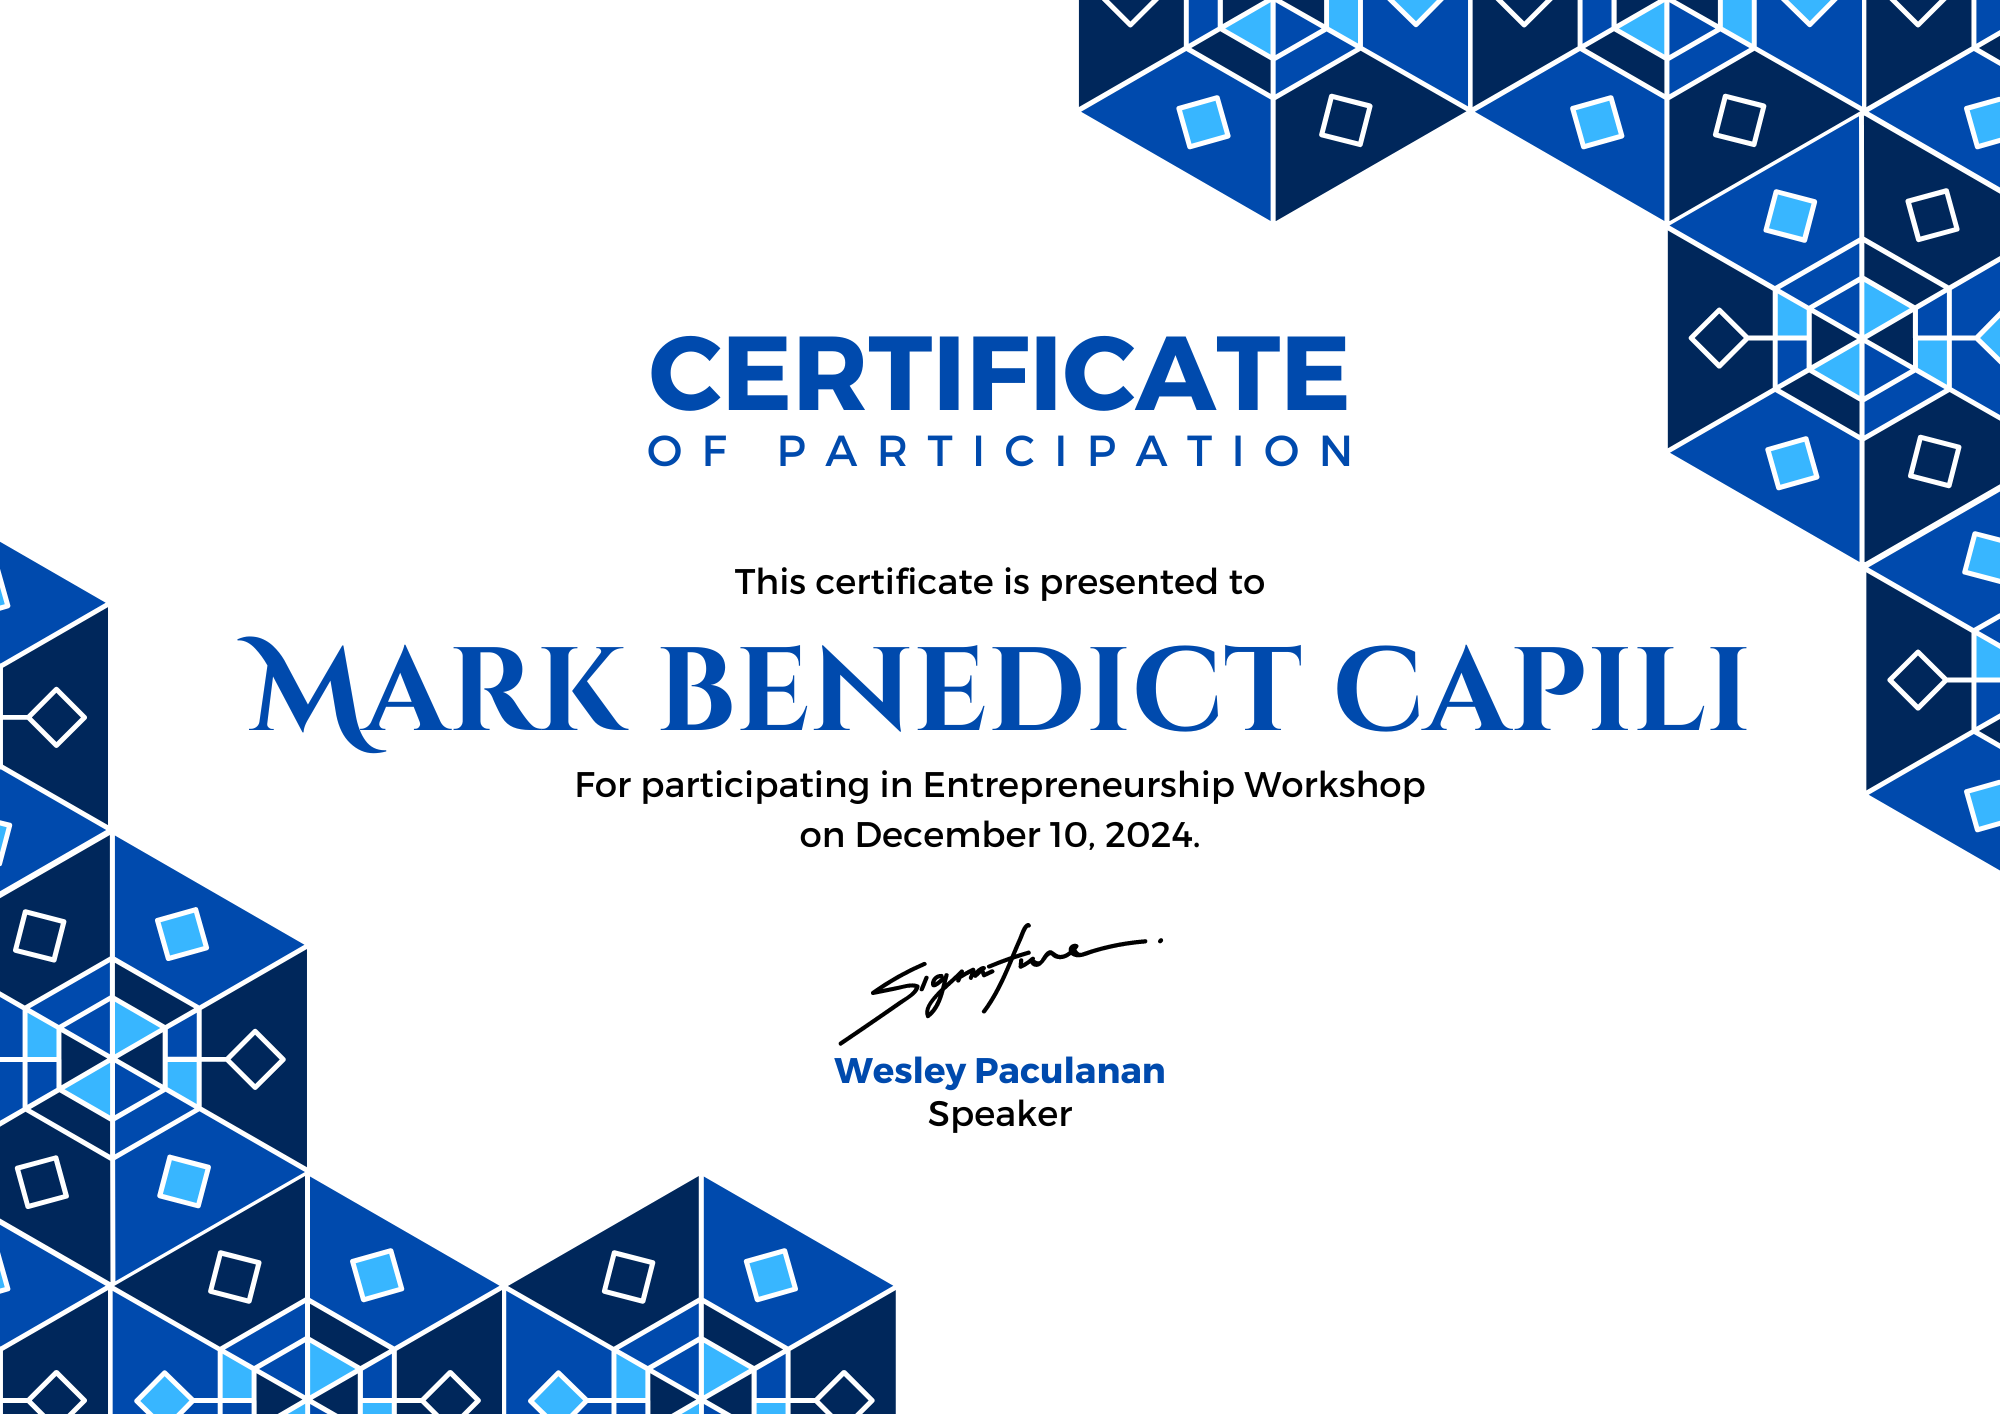 CERTIFICATE
OF PARTICIPATION
This certificate is presented to
MARK BENEDICT CAPILI
For participating in Entrepreneurship Workshop
on December 10, 2024.
Signature
Wesley Paculanan
Speaker